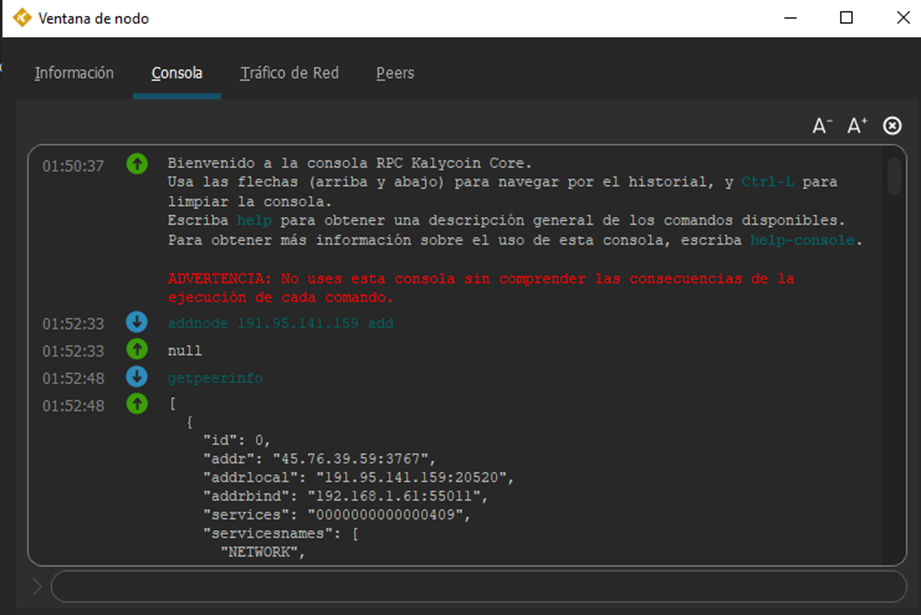 Ventana de nodo
Información Consola Tráfico de Red Peers
A⁻ A⁺
01:50:37 Bienvenido a la consola RPC Kalycoin Core.
Usa las flechas (arriba y abajo) para navegar por el historial, y Ctrl-L para
limpiar la consola.
Escriba help para obtener una descripción general de los comandos disponibles.
Para obtener más información sobre el uso de esta consola, escriba help-console.
ADVERTENCIA: No uses esta consola sin comprender las consecuencias de la
ejecución de cada comando.
01:52:33 addnode 191.95.141.159 add
01:52:33 null
01:52:48 getpeerinfo
01:52:48 [
{
"id": 0,
"addr": "45.76.39.59:3767",
"addrlocal": "191.95.141.159:20520",
"addrbind": "192.168.1.61:55011",
"services": "0000000000000409",
"servicesnames": [
"NETWORK",